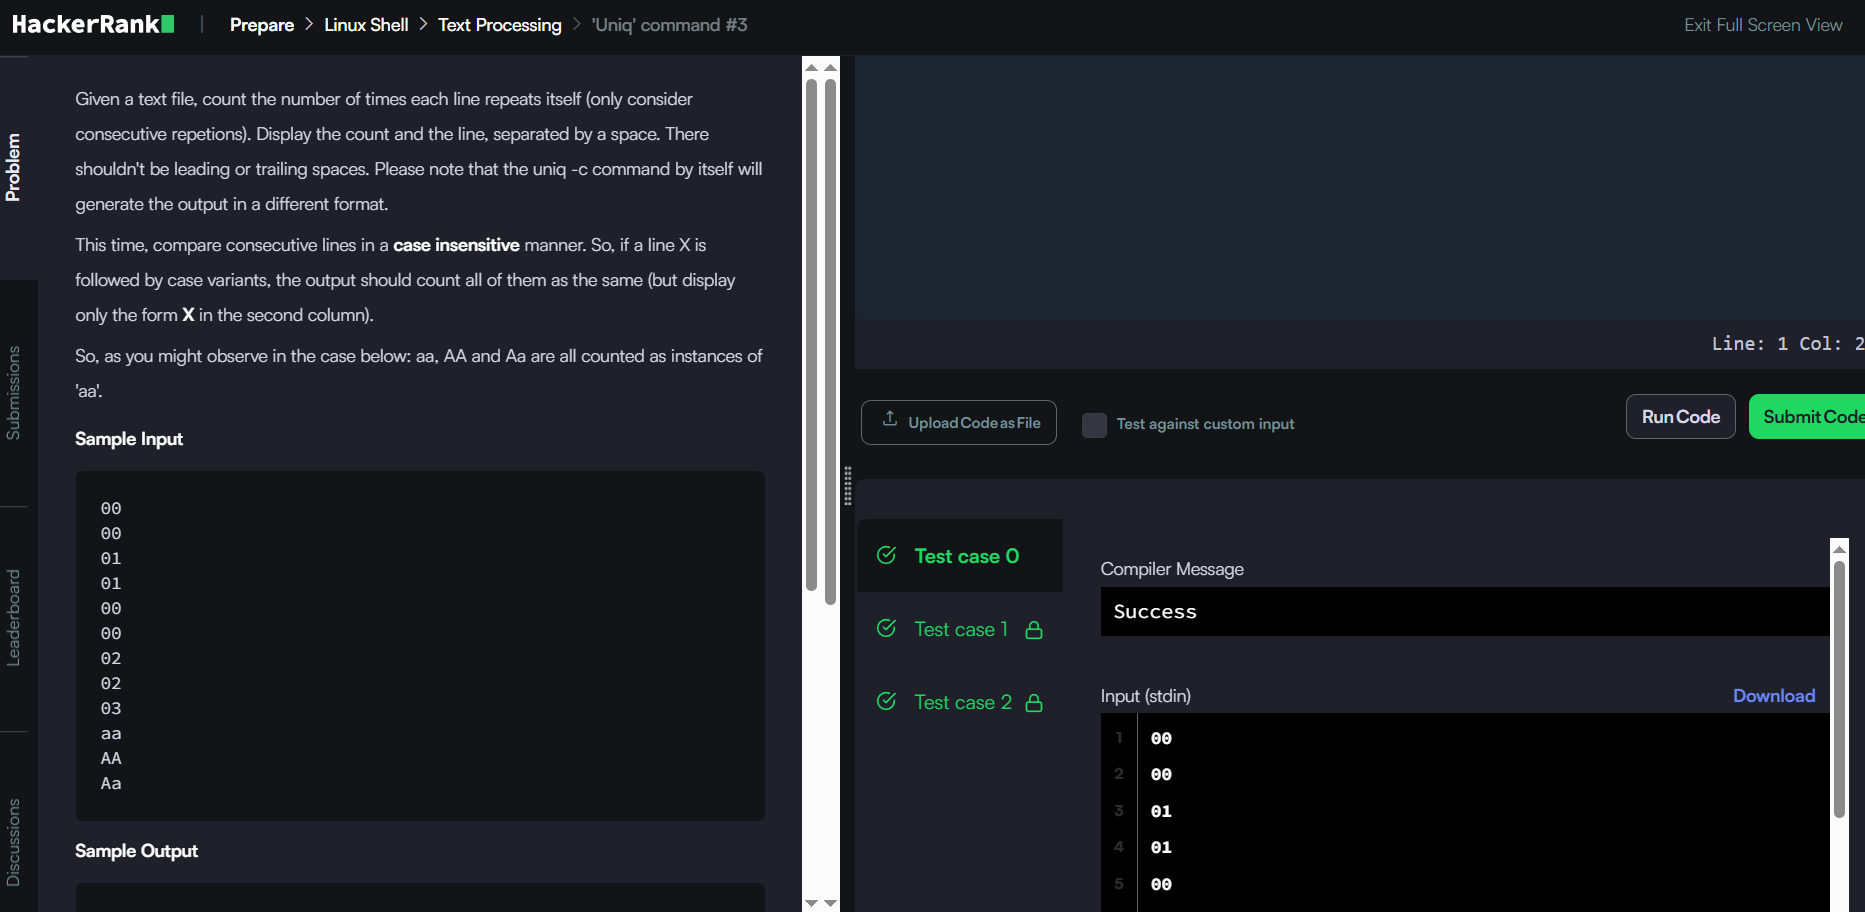 HackerRank
Prepare > Linux Shell > Text Processing > 'Uniq' command #3
Exit Full Screen View
Problem
Submissions
Leaderboard
Discussions
Given a text file, count the number of times each line repeats itself (only consider
consecutive repetions). Display the count and the line, separated by a space. There
shouldn't be leading or trailing spaces. Please note that the uniq -c command by itself will
generate the output in a different format.
This time, compare consecutive lines in a case insensitive manner. So, if a line X is
followed by case variants, the output should count all of them as the same (but display
only the form X in the second column).
So, as you might observe in the case below: aa, AA and Aa are all counted as instances of
'aa'.
Sample Input
00
00
01
01
00
00
02
02
03
aa
AA
Aa
Sample Output
Line: 1 Col: 2
Upload Code as File
Test against custom input
Run Code
Submit Code
Test case 0
Test case 1
Test case 2
Compiler Message
Success
Input (stdin)
Download
1 00
2 00
3 01
4 01
5 00